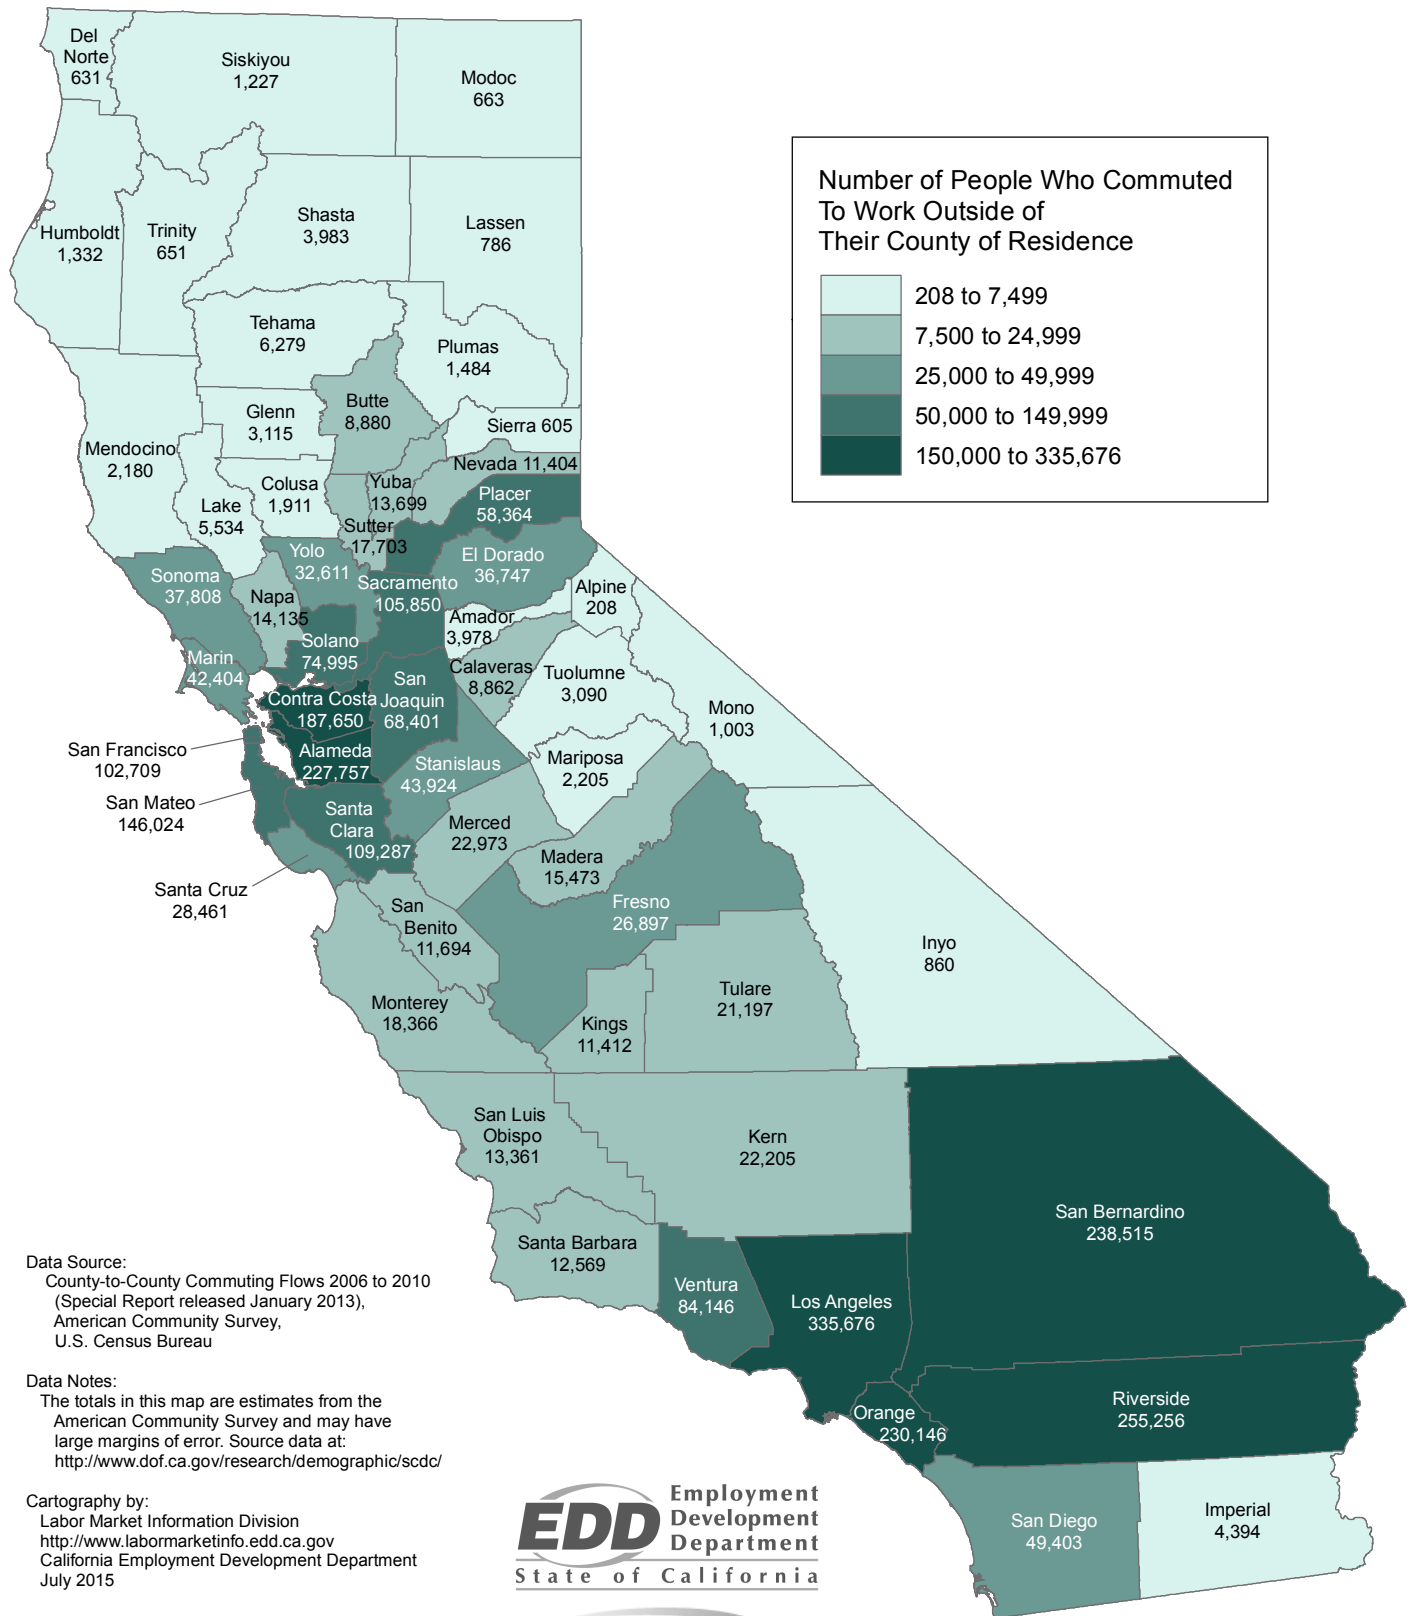 Del
Norte
631
Siskiyou
1,227
Modoc
663
Number of People Who Commuted
To Work Outside of
Their County of Residence
208 to 7,499
7,500 to 24,999
25,000 to 49,999
50,000 to 149,999
150,000 to 335,676
Humboldt
1,332
Trinity
651
Shasta
3,983
Lassen
786
Tehama
6,279
Plumas
1,484
Butte
8,880
Glenn
3,115
Sierra 605
Mendocino
2,180
Nevada 11,404
Colusa
1,911
Yuba
13,699
Lake
5,534
Placer
58,364
Sutter
17,703
Yolo
32,611
El Dorado
36,747
Sonoma
37,808
Sacramento
105,850
Napa
14,135
Alpine
208
Amador
3,978
Solano
74,995
Marin
42,404
Calaveras
8,862
Tuolumne
3,090
San
Joaquin
68,401
Contra Costa
187,650
Mono
1,003
San Francisco
102,709
Alameda
227,757
Stanislaus
43,924
Mariposa
2,205
San Mateo
146,024
Santa
Clara
109,287
Merced
22,973
Madera
15,473
Santa Cruz
28,461
Fresno
26,897
San
Benito
11,694
Inyo
860
Monterey
18,366
Tulare
21,197
Kings
11,412
San Luis
Obispo
13,361
Kern
22,205
San Bernardino
238,515
Santa Barbara
12,569
Ventura
84,146
Los Angeles
335,676
Riverside
255,256
Orange
230,146
San Diego
49,403
Imperial
4,394
Data Source:
County-to-County Commuting Flows 2006 to 2010
(Special Report released January 2013),
American Community Survey,
U.S. Census Bureau
Data Notes:
The totals in this map are estimates from the
American Community Survey and may have
large margins of error. Source data at:
http://www.dof.ca.gov/research/demographic/scdc/
Cartography by:
Labor Market Information Division
http://www.labormarketinfo.edd.ca.gov
California Employment Development Department
July 2015
EDD
Employment
Development
Department
State of California